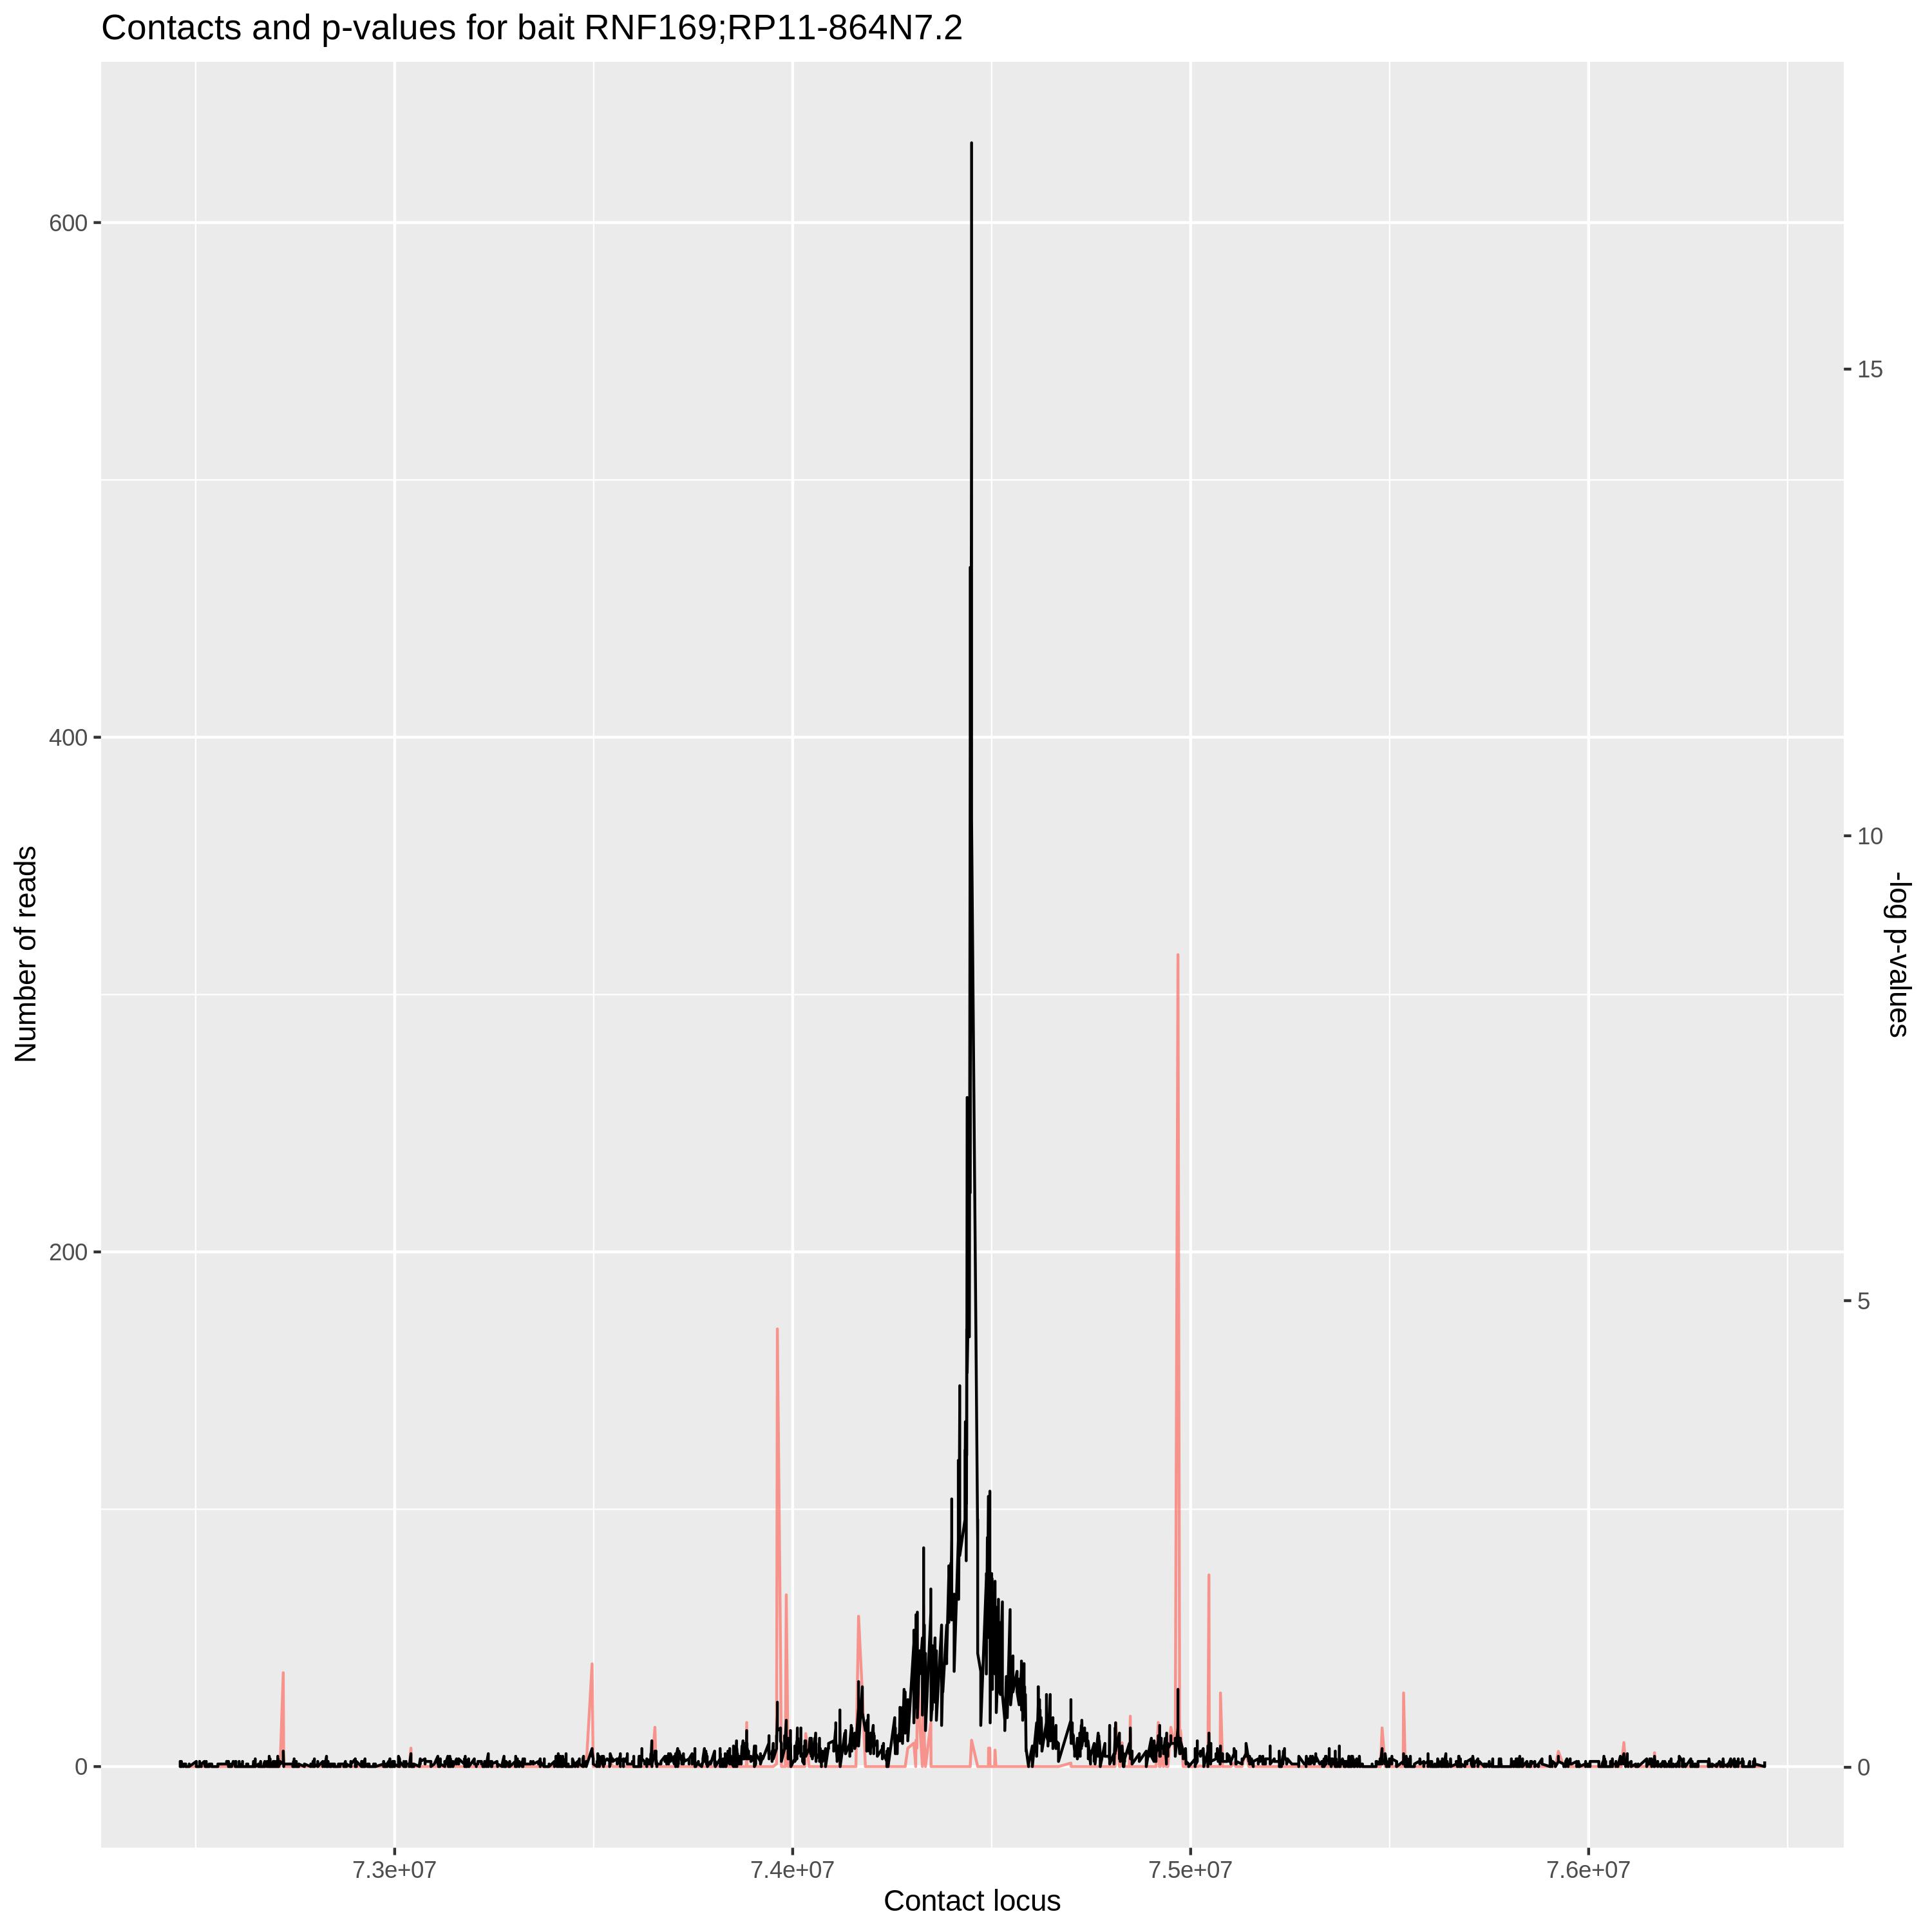 Contacts and p-values for bait RNF169;RP11-864N7.2
600
400
200
0
Number of reads
15
10
5
0
-log p-values
7.3e+07
7.4e+07
7.5e+07
7.6e+07
Contact locus